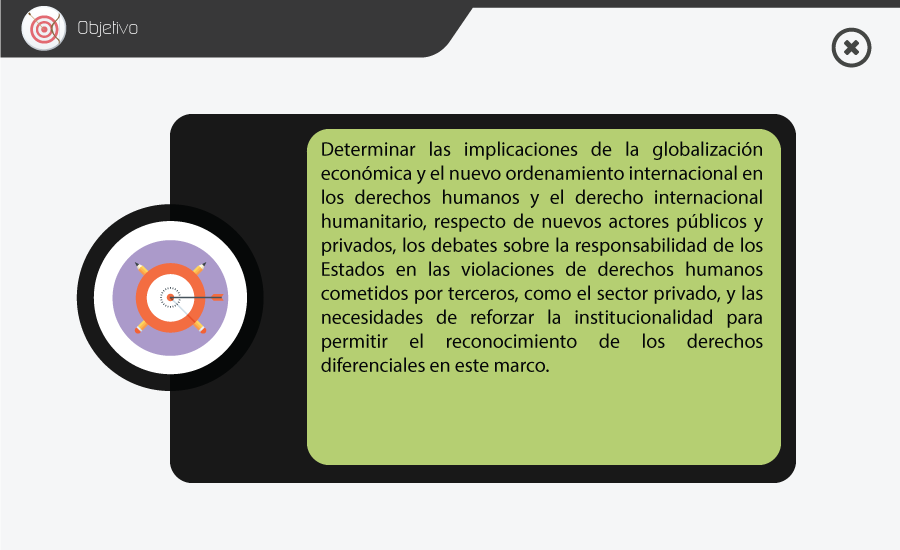 Objetivo
Determinar las implicaciones de la globalización
económica y el nuevo ordenamiento internacional en
los derechos humanos y el derecho internacional
humanitario, respecto de nuevos actores públicos y
privados, los debates sobre la responsabilidad de los
Estados en las violaciones de derechos humanos
cometidos por terceros, como el sector privado, y las
necesidades de reforzar la institucionalidad para
permitir el reconocimiento de los derechos
diferenciales en este marco.